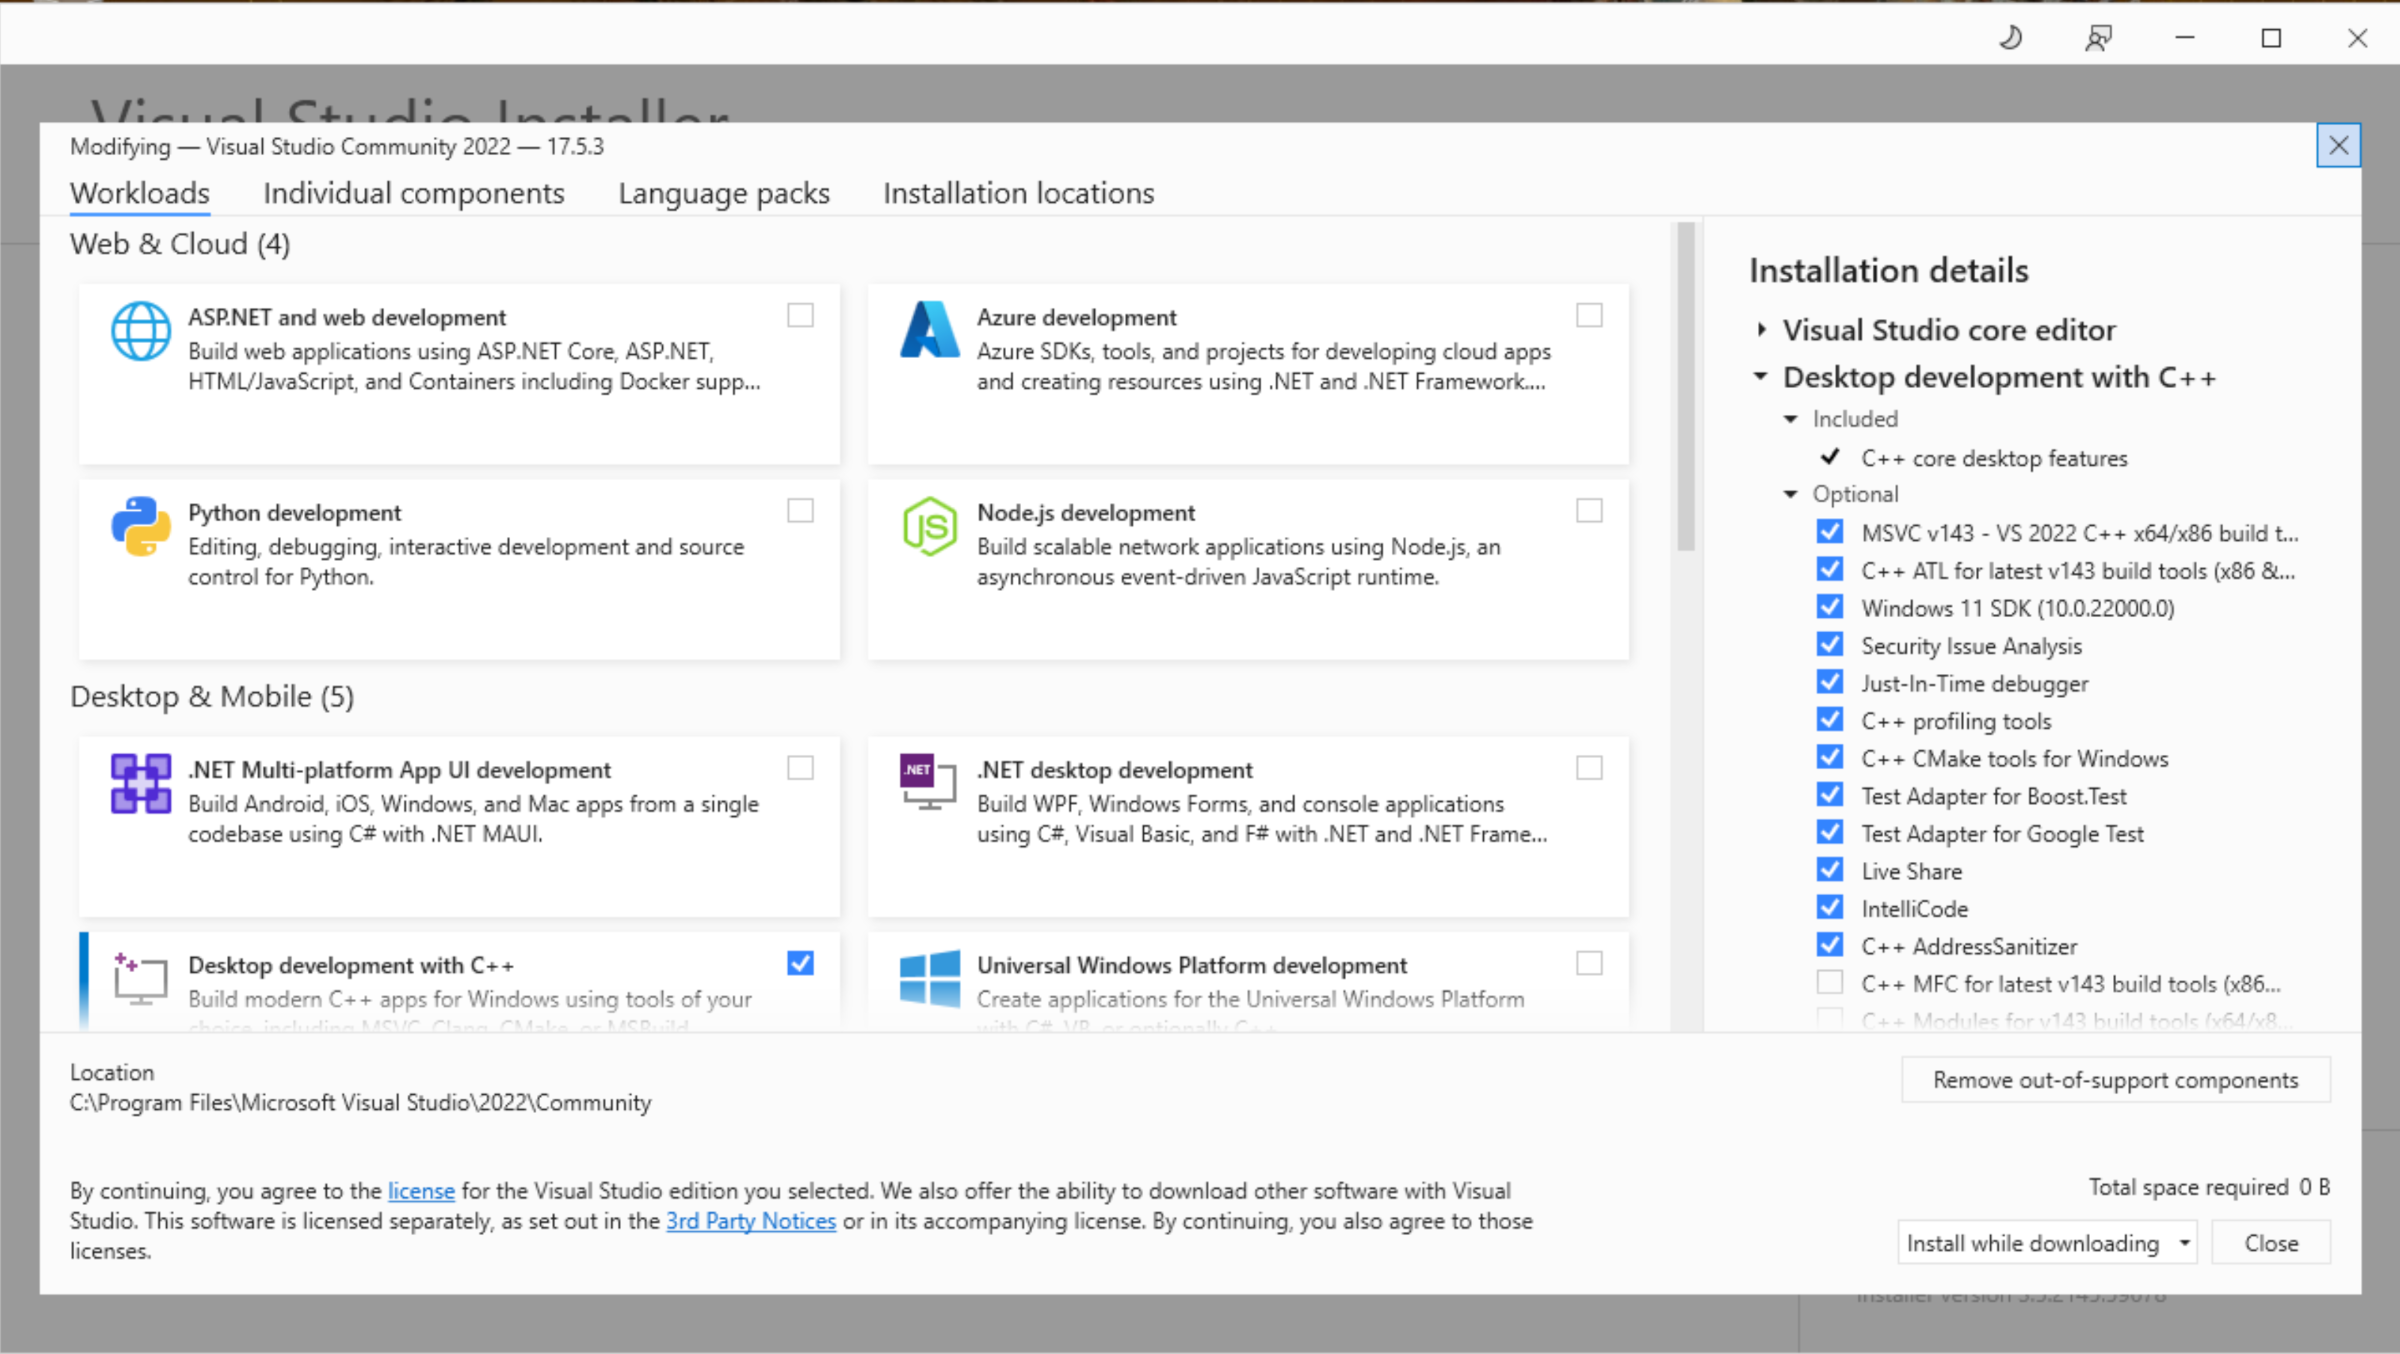 Visual Studio Installer
Modifying — Visual Studio Community 2022 — 17.5.3
Workloads
Individual components
Language packs
Installation locations
Web & Cloud (4)
ASP.NET and web development
Build web applications using ASP.NET Core, ASP.NET,
HTML/JavaScript, and Containers including Docker supp...
Azure development
Azure SDKs, tools, and projects for developing cloud apps
and creating resources using .NET and .NET Framework....
Python development
Editing, debugging, interactive development and source
control for Python.
JS
Node.js development
Build scalable network applications using Node.js, an
asynchronous event-driven JavaScript runtime.
Desktop & Mobile (5)
.NET Multi-platform App UI development
Build Android, iOS, Windows, and Mac apps from a single
codebase using C# with .NET MAUI.
.NET
.NET desktop development
Build WPF, Windows Forms, and console applications
using C#, Visual Basic, and F# with .NET and .NET Frame...
Desktop development with C++
Build modern C++ apps for Windows using tools of your
choice, including MSVC, Clang, CMake, or MSBuild.
Universal Windows Platform development
Create applications for the Universal Windows Platform
with C#, VB, or optionally C++.
Installation details
Visual Studio core editor
Desktop development with C++
Included
C++ core desktop features
Optional
MSVC v143 - VS 2022 C++ x64/x86 build t...
C++ ATL for latest v143 build tools (x86 &...
Windows 11 SDK (10.0.22000.0)
Security Issue Analysis
Just-In-Time debugger
C++ profiling tools
C++ CMake tools for Windows
Test Adapter for Boost.Test
Test Adapter for Google Test
Live Share
IntelliCode
C++ AddressSanitizer
C++ MFC for latest v143 build tools (x86...
C++ Modules for v143 build tools (x64/x8...
Location
C:\Program Files\Microsoft Visual Studio\2022\Community
Remove out-of-support components
By continuing, you agree to the license for the Visual Studio edition you selected. We also offer the ability to download other software with Visual
Studio. This software is licensed separately, as set out in the 3rd Party Notices or in its accompanying license. By continuing, you also agree to those
licenses.
Total space required 0 B
Install while downloading
Close
Installer version